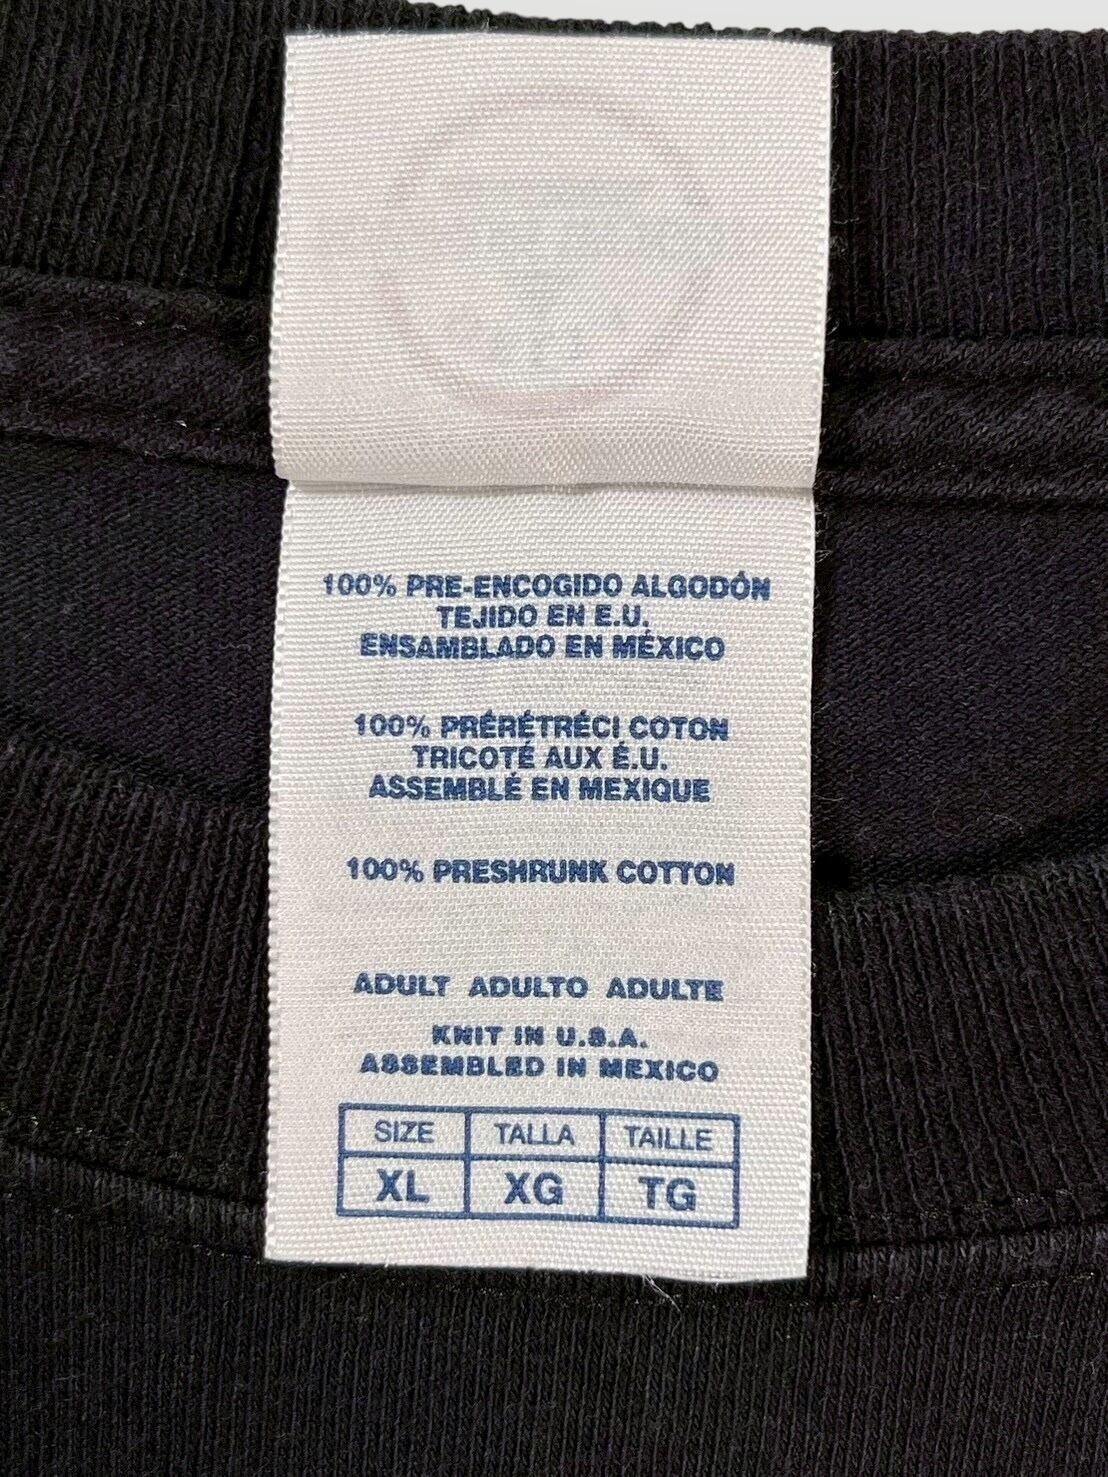 100% PRE-ENCOGIDO ALGODÓN
TEJIDO EN E.U.
ENSAMBLADO EN MÉXICO
100% PRÉRÉTRÉCI COTON
TRICOTÉ AUX É.U.
ASSEMBLÉ EN MEXIQUE
100% PRESHRUNK COTTON
ADULT ADULTO ADULTE
KNIT IN U.S.A.
ASSEMBLED IN MEXICO
SIZE TALLA TAILLE
XL XG TG